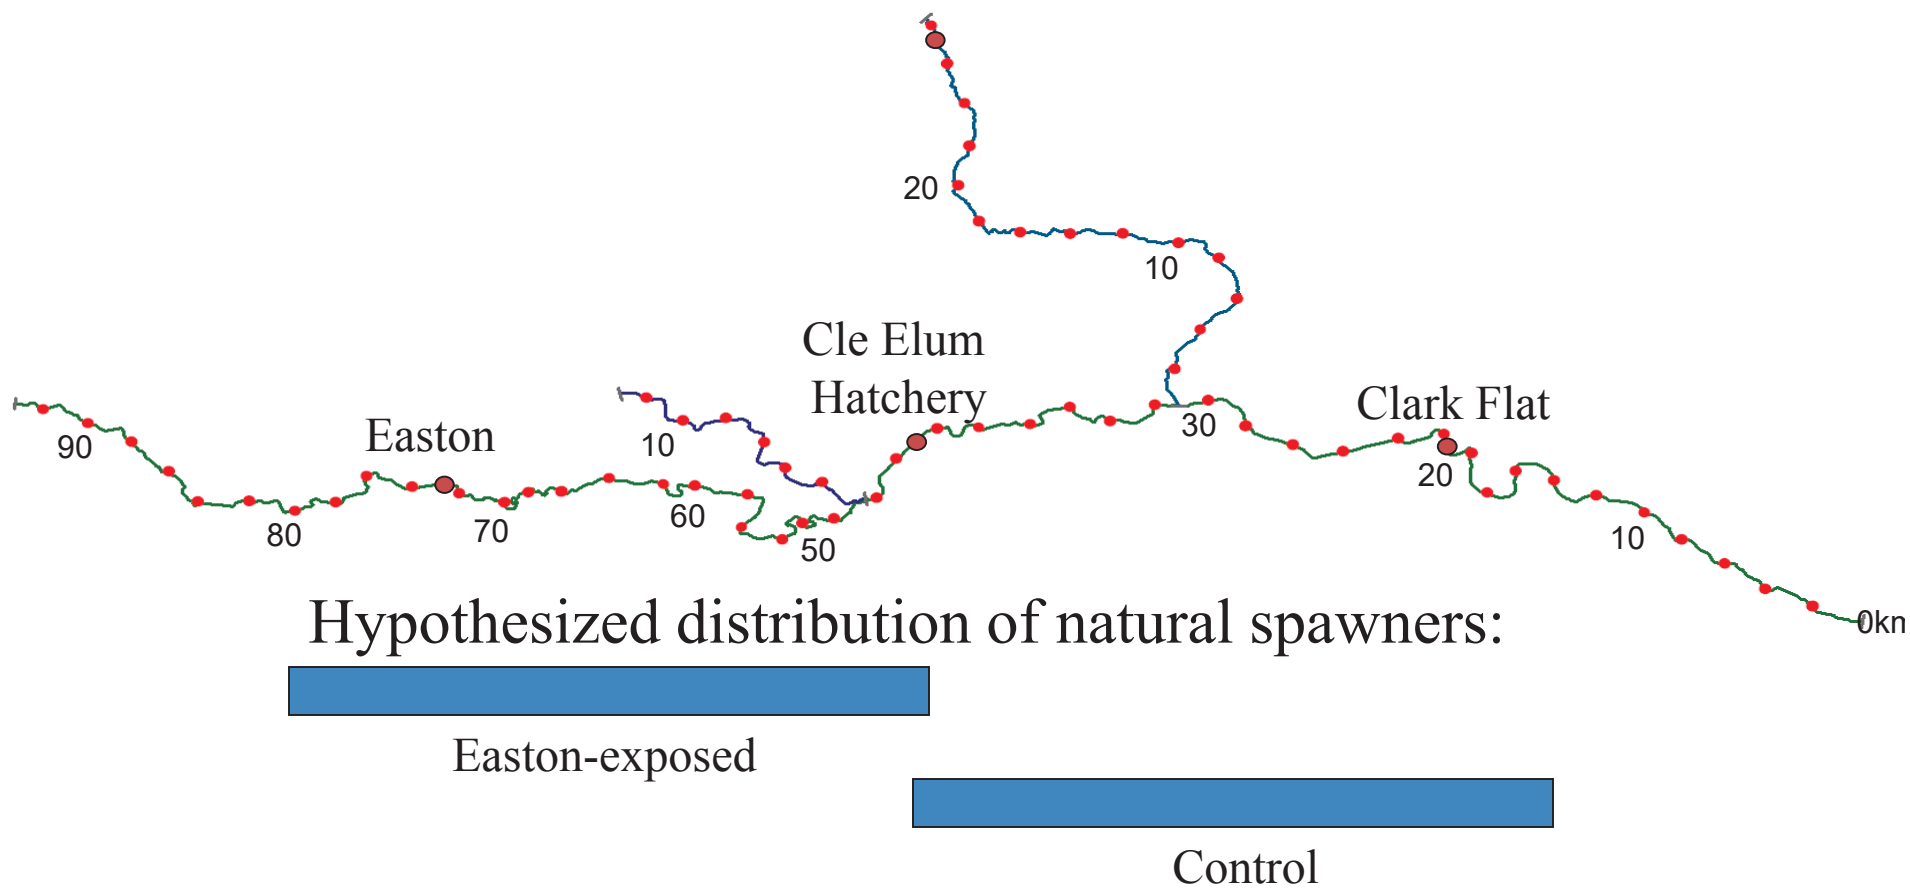 20
10
Cle Elum
Hatchery
Clark Flat
Easton
10
30
90
20
60
70
80
50
10
0km
Hypothesized distribution of natural spawners:
Easton-exposed
Control